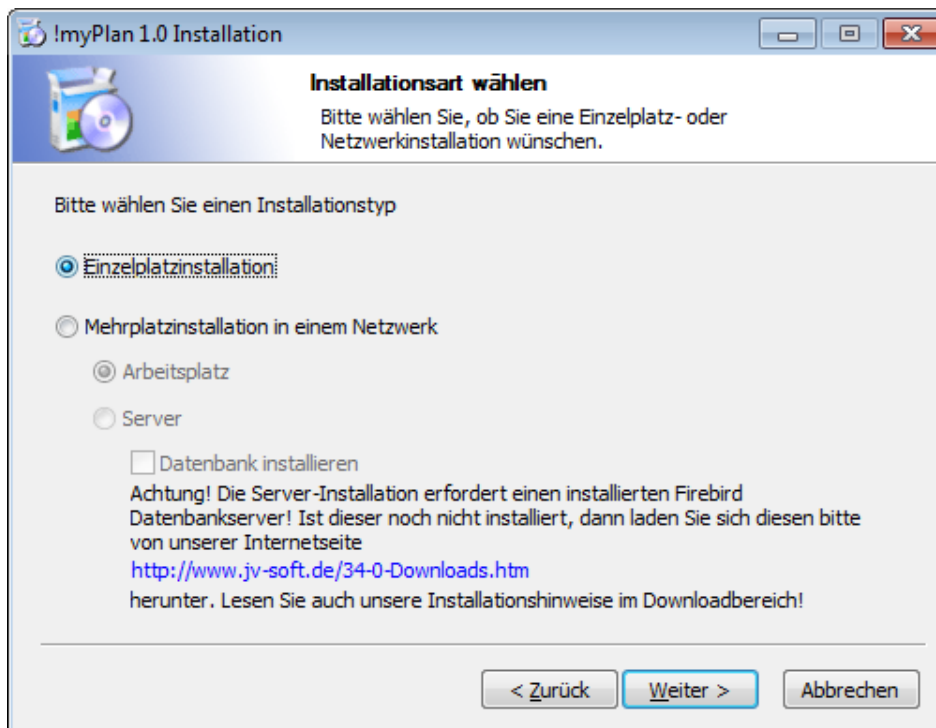 !myPlan 1.0 Installation
Installationsart wählen
Bitte wählen Sie, ob Sie eine Einzelplatz- oder
Netzwerkinstallation wünschen.
Bitte wählen Sie einen Installationstyp
Einzelplatzinstallation
Mehrplatzinstallation in einem Netzwerk
Arbeitsplatz
Server
Datenbank installieren
Achtung! Die Server-Installation erfordert einen installierten Firebird
Datenbankserver! Ist dieser noch nicht installiert, dann laden Sie sich diesen bitte
von unserer Internetseite
http://www.jv-soft.de/34-0-Downloads.htm
herunter. Lesen Sie auch unsere Installationshinweise im Downloadbereich!
< Zurück Weiter > Abbrechen